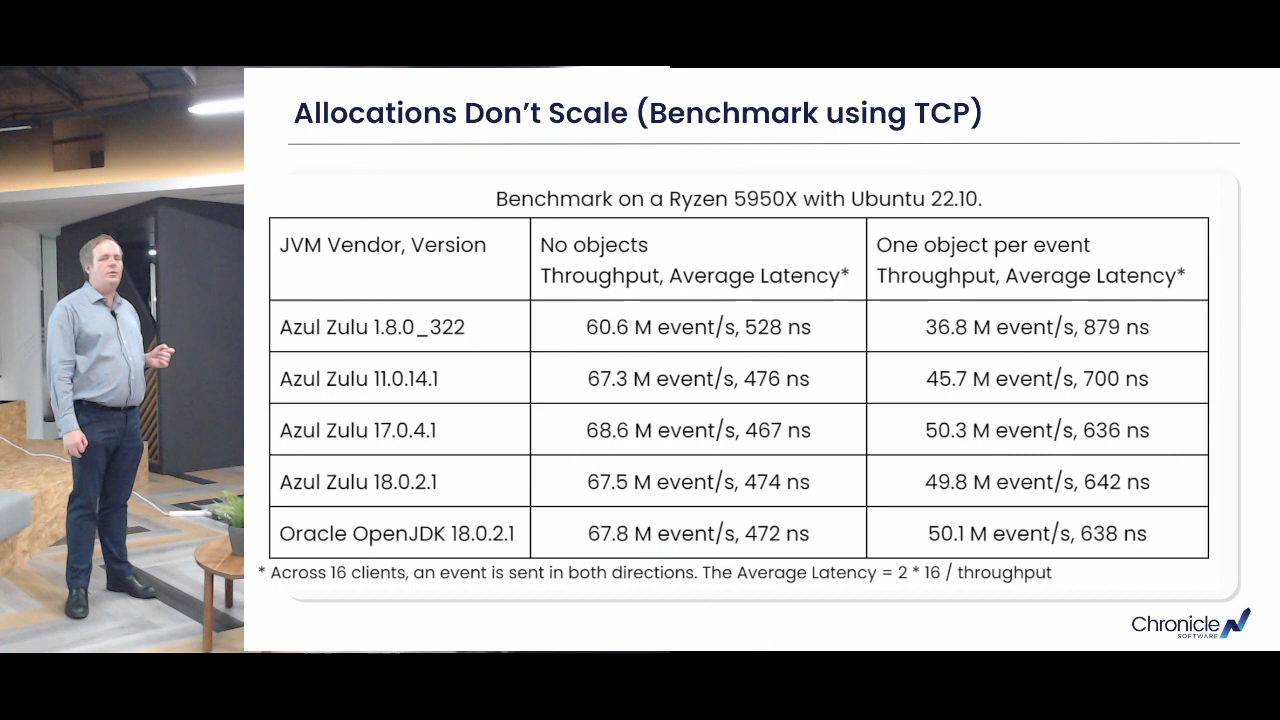 Allocations Don't Scale (Benchmark using TCP)
Benchmark on a Ryzen 5950X with Ubuntu 22.10.
JVM Vendor, Version
No objects
Throughput, Average Latency*
One object per event
Throughput, Average Latency*
Azul Zulu 1.8.0_322
60.6 M event/s, 528 ns
36.8 M event/s, 879 ns
Azul Zulu 11.0.14.1
67.3 M event/s, 476 ns
45.7 M event/s, 700 ns
Azul Zulu 17.0.4.1
68.6 M event/s, 467 ns
50.3 M event/s, 636 ns
Azul Zulu 18.0.2.1
67.5 M event/s, 474 ns
49.8 M event/s, 642 ns
Oracle OpenJDK 18.0.2.1
67.8 M event/s, 472 ns
50.1 M event/s, 638 ns
* Across 16 clients, an event is sent in both directions. The Average Latency = 2 * 16 / throughput
Chronicle
SOFTWARE